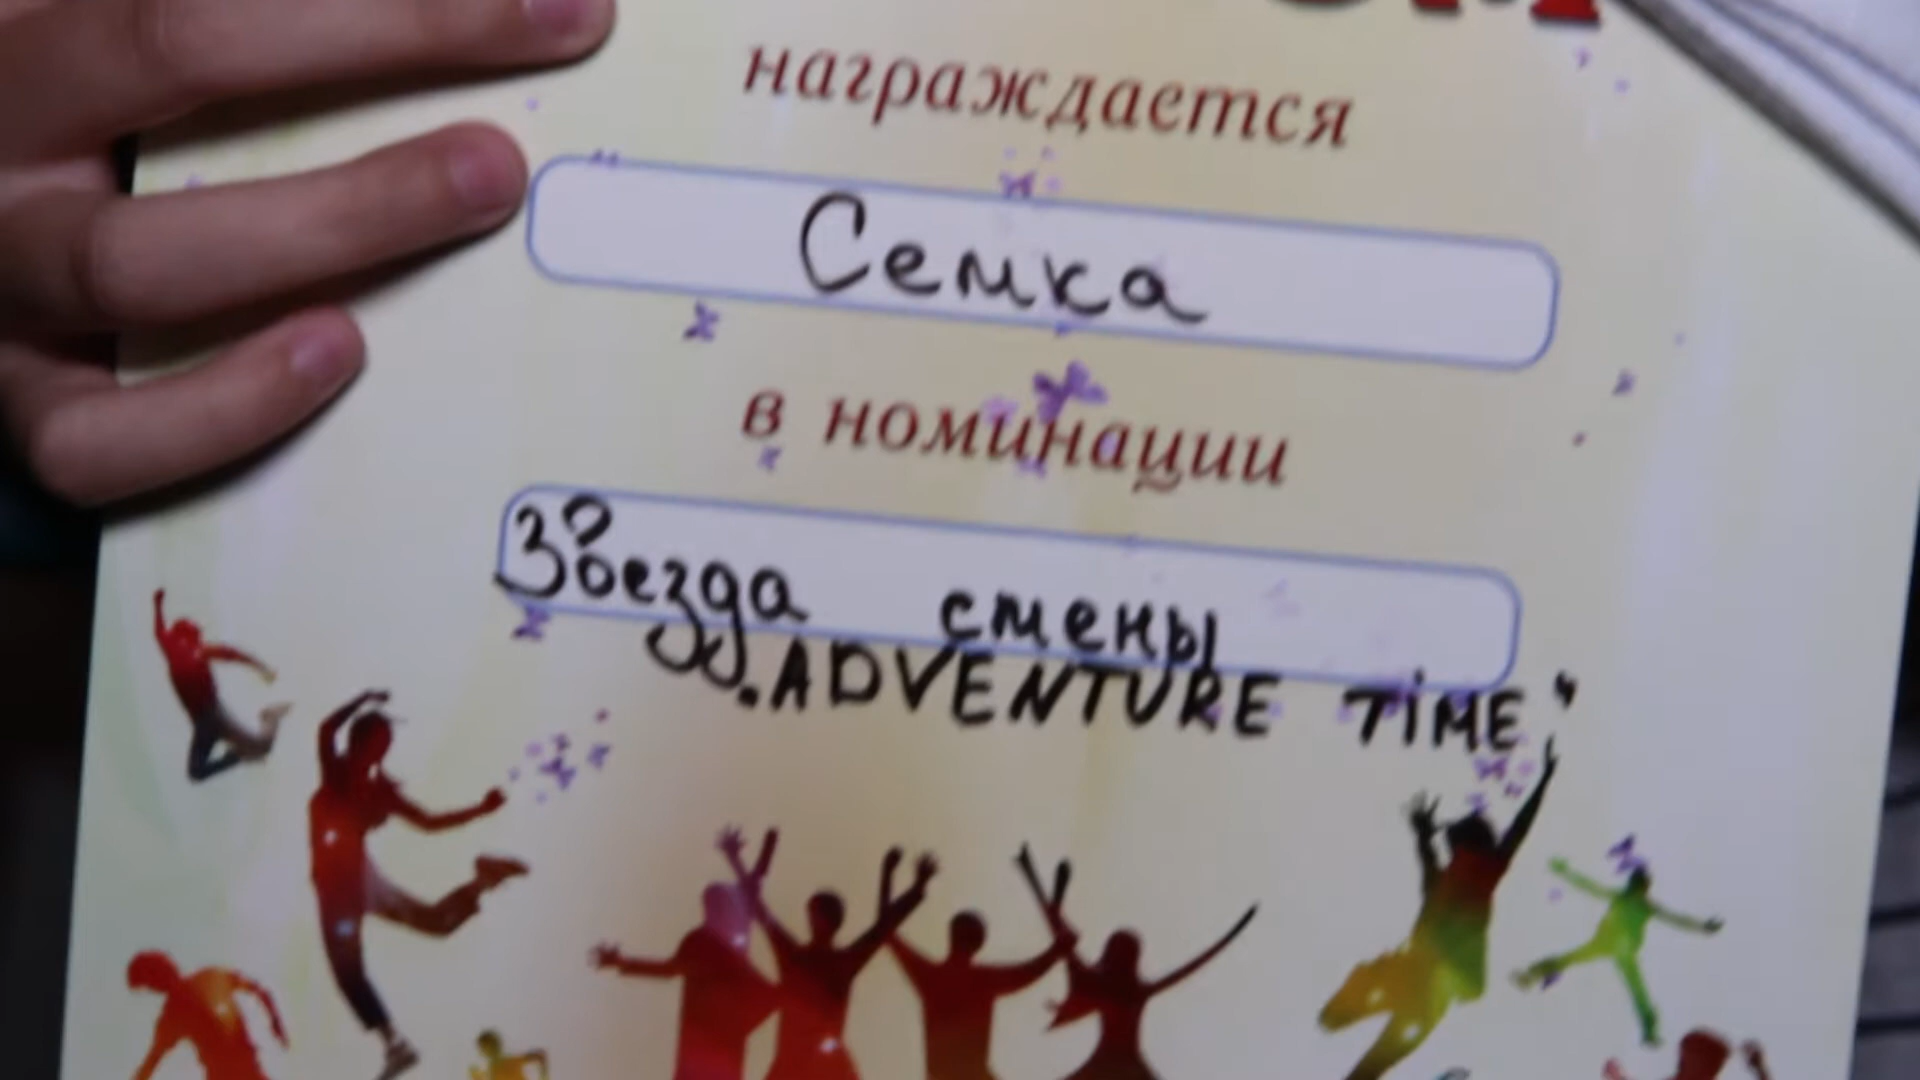 награждается
Семка
в номинации
Звезда смены
"ADVENTURE TIME"